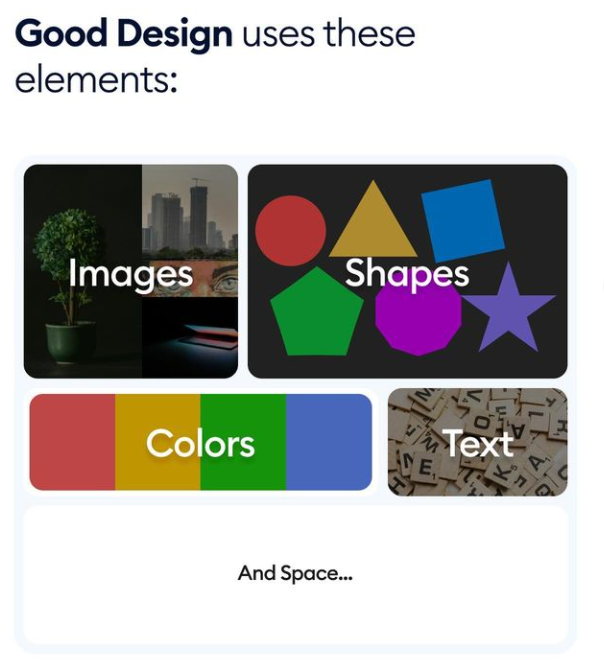 Good Design uses these
elements:
Images
Shapes
Colors
Text
And Space...